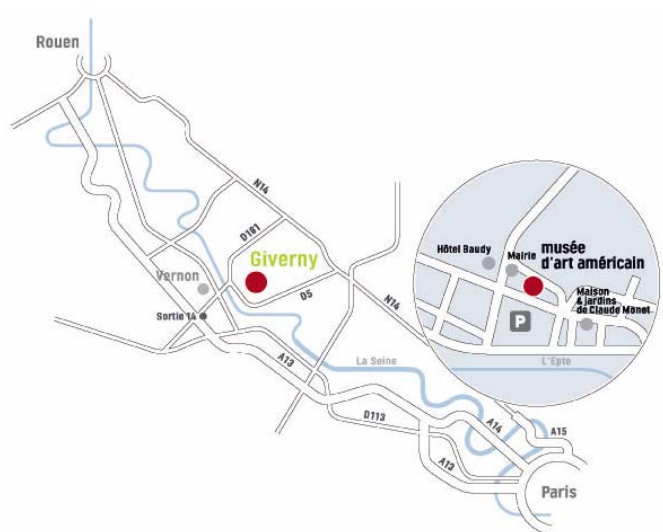 Rouen
N14
D181
Giverny
Vernon
D5
Sortie 14
N14
A13
La Seine
D113
A14
A15
A13
Paris
Hôtel Baudy
Mairie
musée
d'art américain
Maison
& jardins
de Claude Monet
P
L'Epte